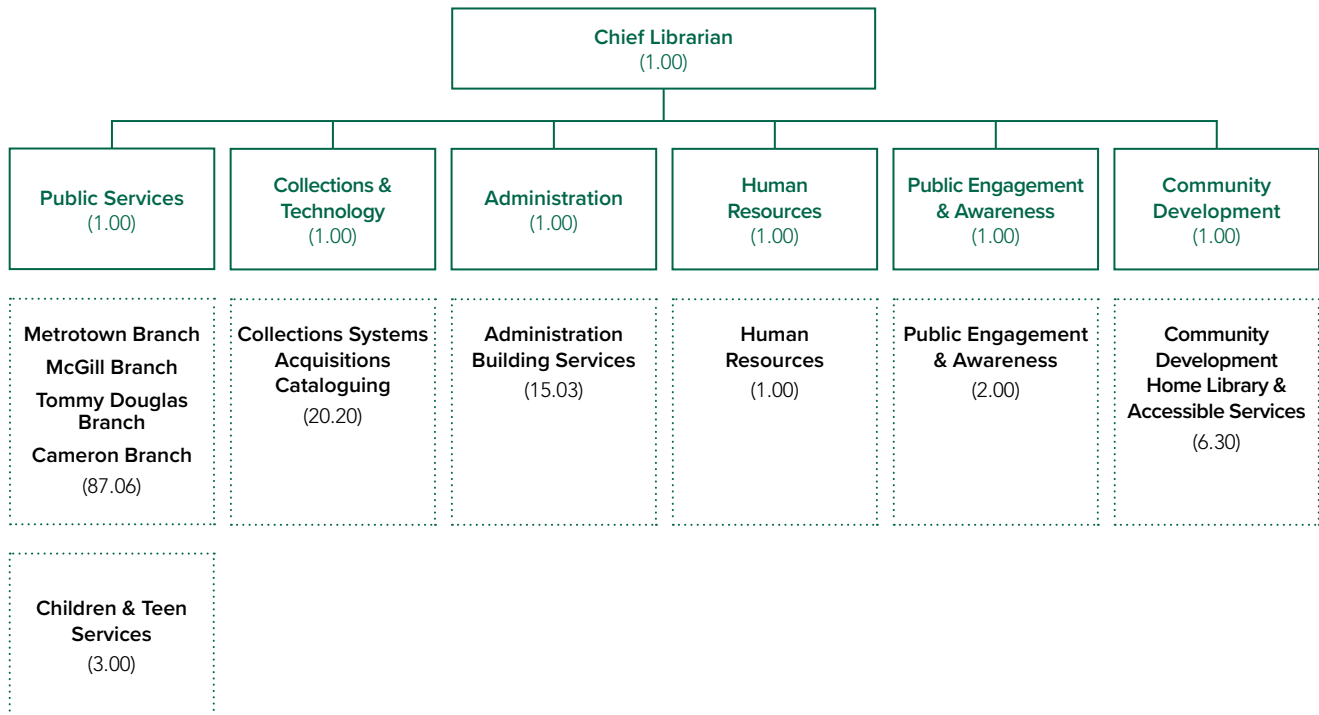 Chief Librarian
(1.00)
Public Services
(1.00)
Collections &
Technology
(1.00)
Administration
(1.00)
Human
Resources
(1.00)
Public Engagement
& Awareness
(1.00)
Community
Development
(1.00)
Metrotown Branch
McGill Branch
Tommy Douglas
Branch
Cameron Branch
(87.06)
Collections Systems
Acquisitions
Cataloguing
(20.20)
Administration
Building Services
(15.03)
Human
Resources
(1.00)
Public Engagement
& Awareness
(2.00)
Community
Development
Home Library &
Accessible Services
(6.30)
Children & Teen
Services
(3.00)